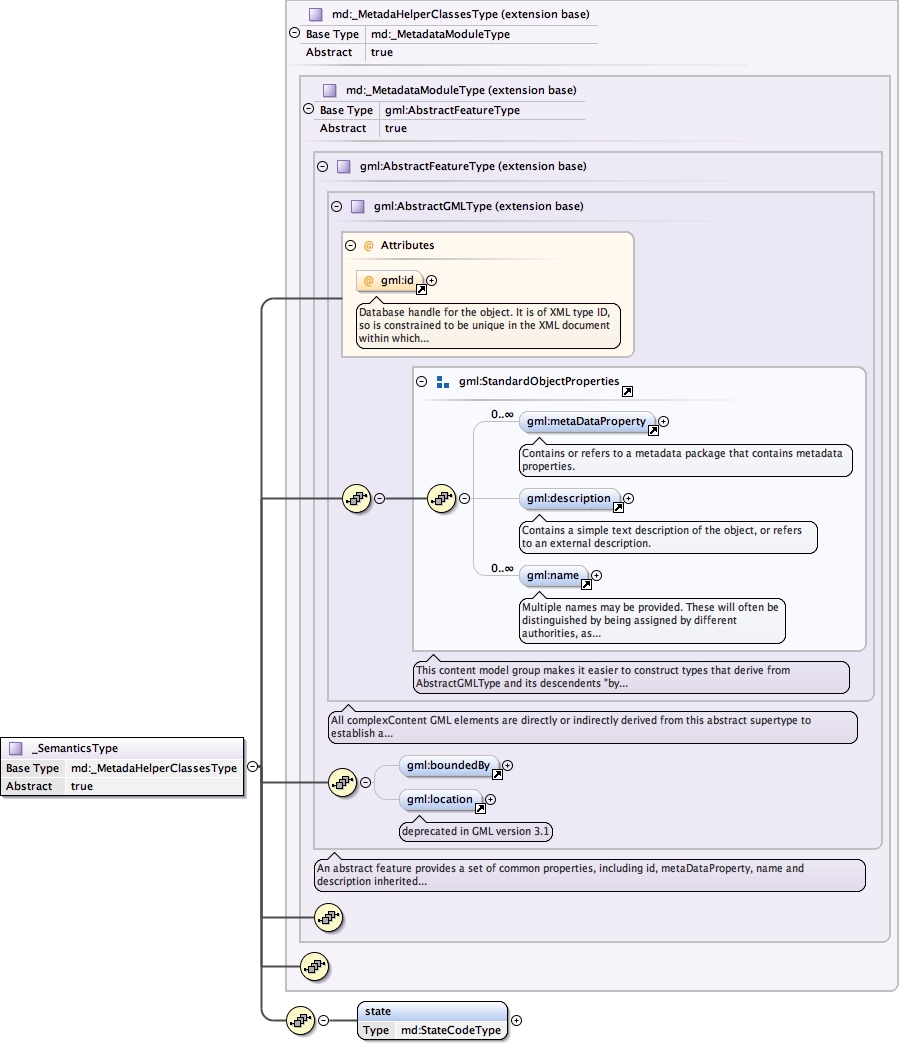 md:_MetadaHelperClassesType (extension base)
Base Type md:_MetadataModuleType
Abstract true
md:_MetadataModuleType (extension base)
Base Type gml:AbstractFeatureType
Abstract true
gml:AbstractFeatureType (extension base)
gml:AbstractGMLType (extension base)
@ Attributes
@ gml:id
Database handle for the object. It is of XML type ID,
so is constrained to be unique in the XML document
within which...
gml:StandardObjectProperties
0..∞
gml:metaDataProperty
Contains or refers to a metadata package that contains metadata
properties.
gml:description
Contains a simple text description of the object, or refers
to an external description.
0..∞
gml:name
Multiple names may be provided. These will often be
distinguished by being assigned by different
authorities, as...
This content model group makes it easier to construct types that derive from
AbstractGMLType and its descendents "by...
All complexContent GML elements are directly or indirectly derived from this abstract supertype to
establish a...
_SemanticsType
Base Type md:_MetadaHelperClassesType
Abstract true
gml:boundedBy
gml:location
deprecated in GML version 3.1
An abstract feature provides a set of common properties, including id, metaDataProperty, name and
description inherited...
state
Type md:StateCodeType